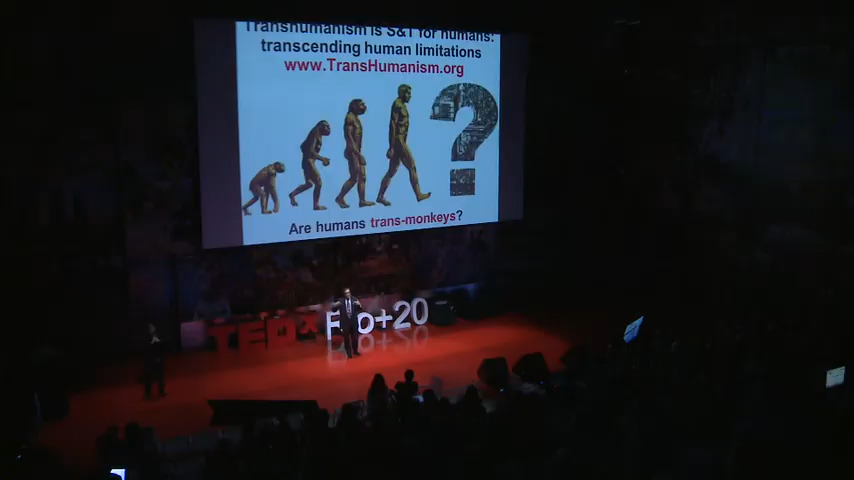 Transhumanism is S&T for humans:
transcending human limitations
www.TransHumanism.org
?
Are humans trans-monkeys?
TEDx Rio+20